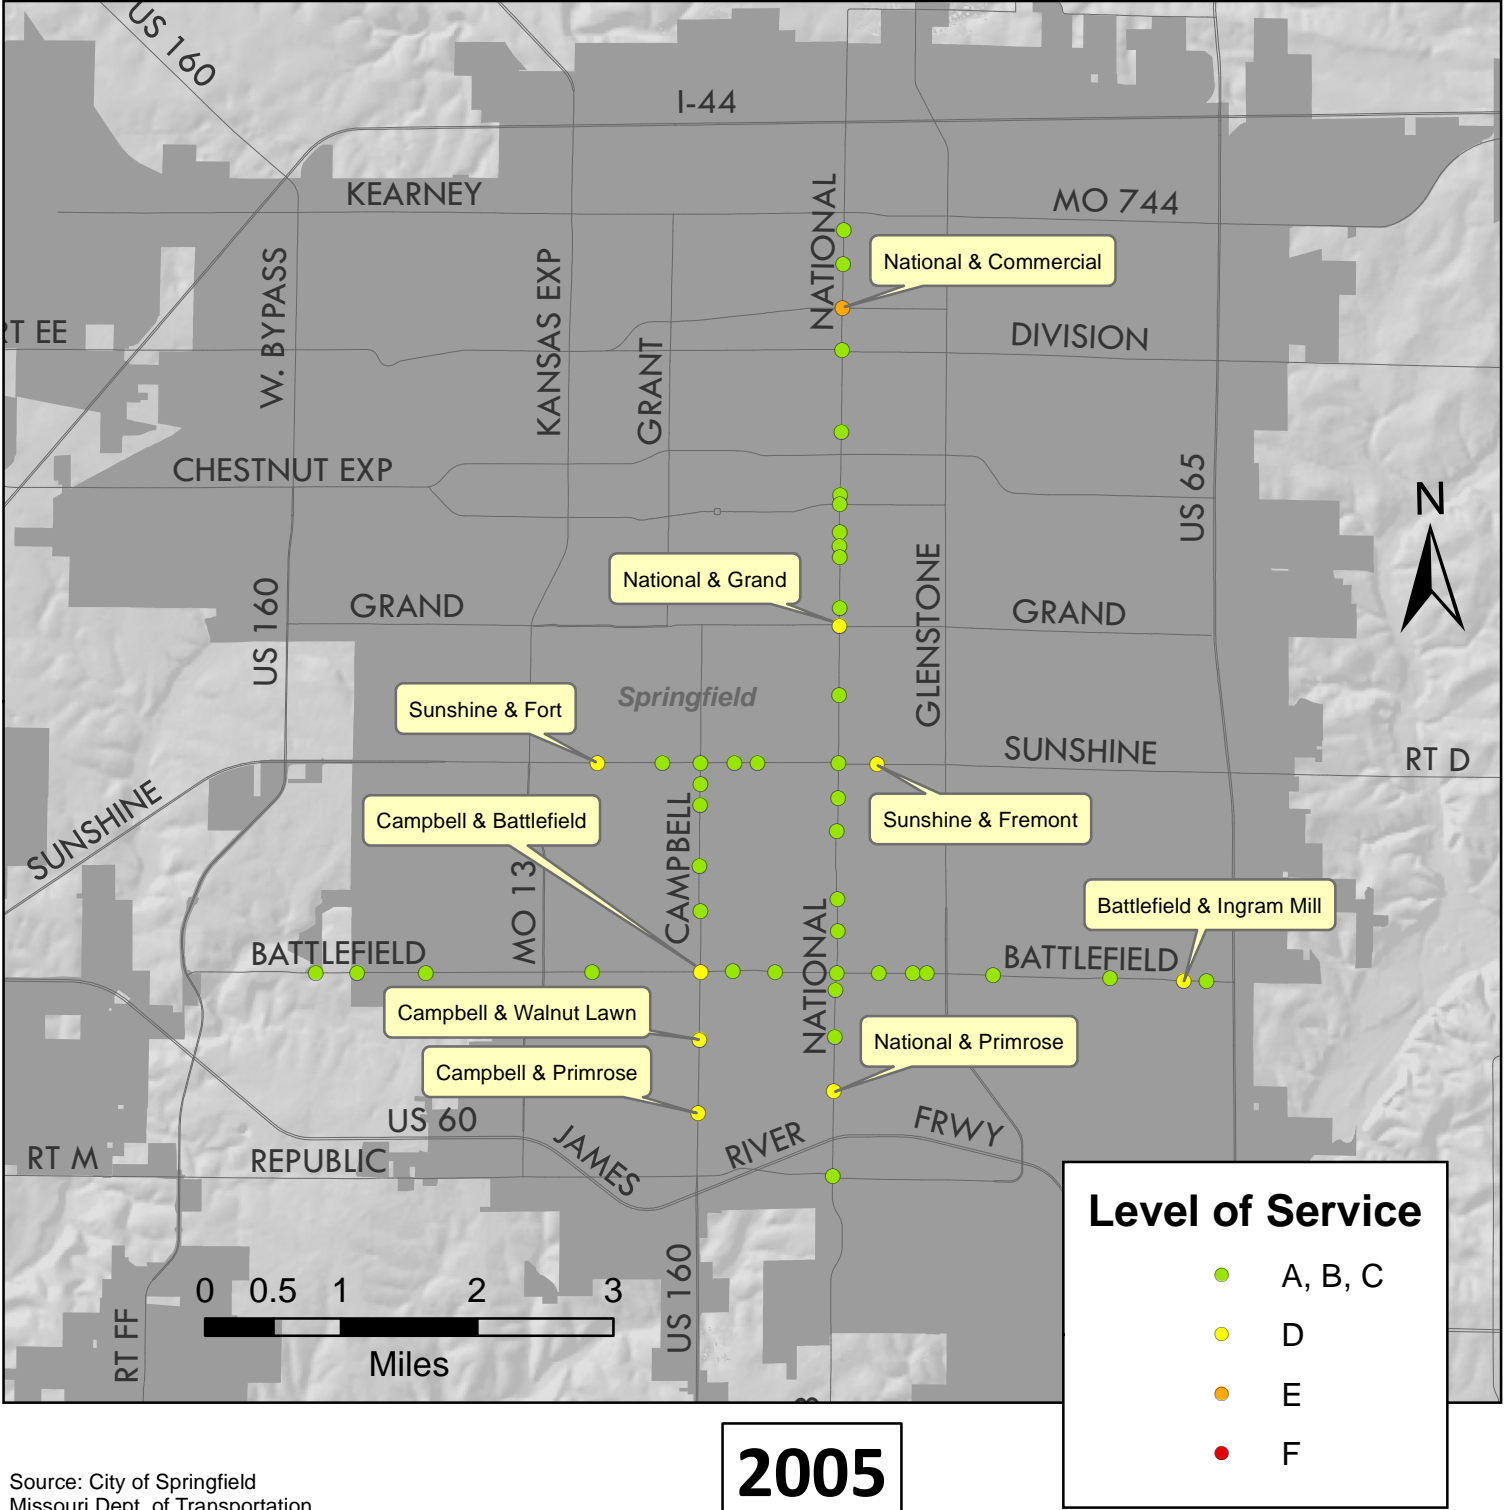 US 160
I-44
KEARNEY
MO 744
NATIONAL
National & Commercial
W. BYPASS
KANSAS EXP
RT EE
DIVISION
GRANT
CHESTNUT EXP
US 65
N
National & Grand
GLENSTONE
US 160
GRAND
GRAND
Springfield
Sunshine & Fort
SUNSHINE
RT D
SUNSHINE
Campbell & Battlefield
CAMPBELL
Sunshine & Fremont
MO 13
NATIONAL
Battlefield & Ingram Mill
BATTLEFIELD
BATTLEFIELD
Campbell & Walnut Lawn
National & Primrose
Campbell & Primrose
US 60
JAMES
RIVER
FRWY
RT M
REPUBLIC
US 160
RT FF
0 0.5 1 2 3
Miles
Level of Service
A, B, C
D
E
F
2005
Source: City of Springfield
Missouri Dept. of Transportation